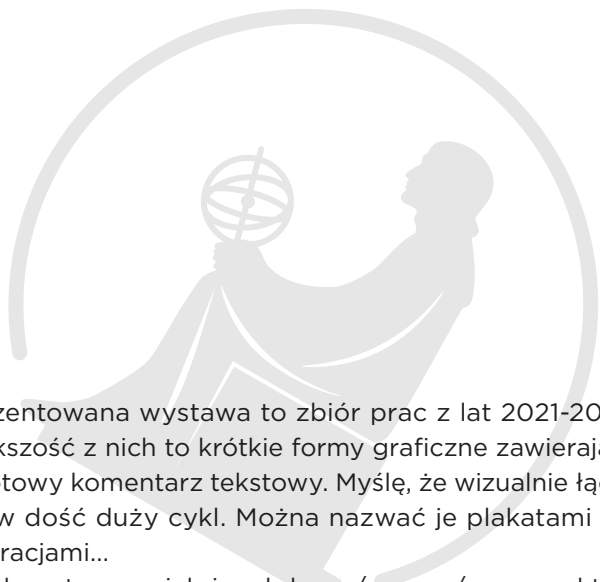 zentowana wystawa to zbiór prac z lat 2021-20
kszość z nich to krótkie formy graficzne zawieraj
towy komentarz tekstowy. Myślę, że wizualnie łą
w dość duży cykl. Można nazwać je plakatami
racjami...